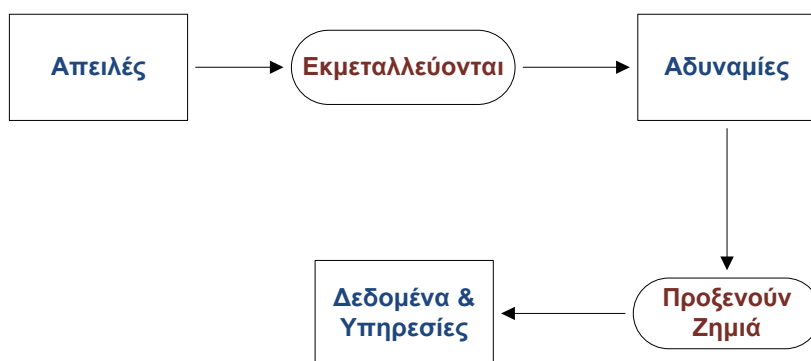 Απειλές
Εκμεταλλεύονται
Αδυναμίες
Προξενούν
Ζημιά
Δεδομένα &
Υπηρεσίες